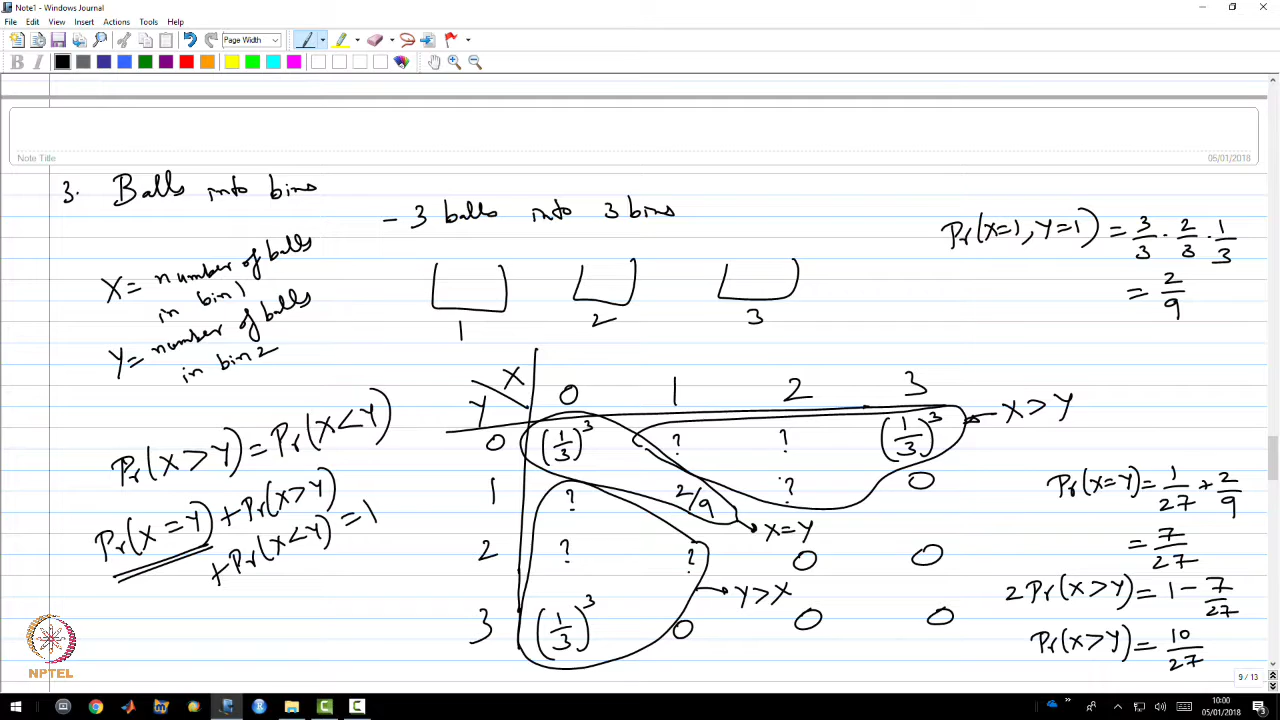 Note1 - Windows Journal
File Edit View Insert Actions Tools Help
Page Width
Note Title
05/01/2018
3. Balls into bins
- 3 balls into 3 bins
X = number of balls
in bin 1
Y = number of balls
in bin 2
1 2 3
Pr(X=1, Y=1) = 3/3 · 2/3 · 1/3
= 2/9
X
Y
0 1 2 3
0 (1/3)^3 ? ? (1/3)^3
1 ? 2/9 ? 0
2 ? ? 0 0
3 (1/3)^3 0 0 0
X > Y
X=Y
Y > X
Pr(X>Y) = Pr(X<Y)
Pr(X=Y) + Pr(X>Y)
+ Pr(X<Y) = 1
Pr(X=Y) = 1/27 + 2/9
= 7/27
2 Pr(X>Y) = 1 - 7/27
Pr(X>Y) = 10/27
NPTEL
9 / 13
10:00
05/01/2018